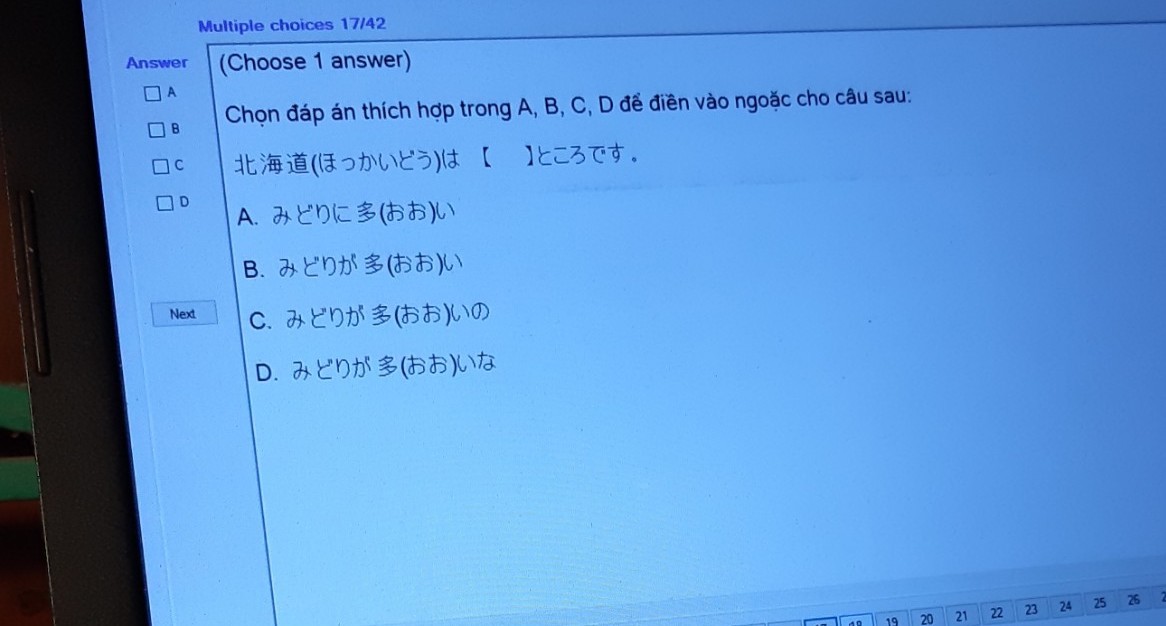 Multiple choices 17/42
Answer
(Choose 1 answer)
A
B
C
D
Chọn đáp án thích hợp trong A, B, C, D để điền vào ngoặc cho câu sau:
北海道(ほっかいどう)は 【 】ところです。
A. みどりに多(おお)い
B. みどりが多(おお)い
C. みどりが多(おお)いの
D. みどりが多(おお)いな
Next
19 20 21 22 23 24 25 26